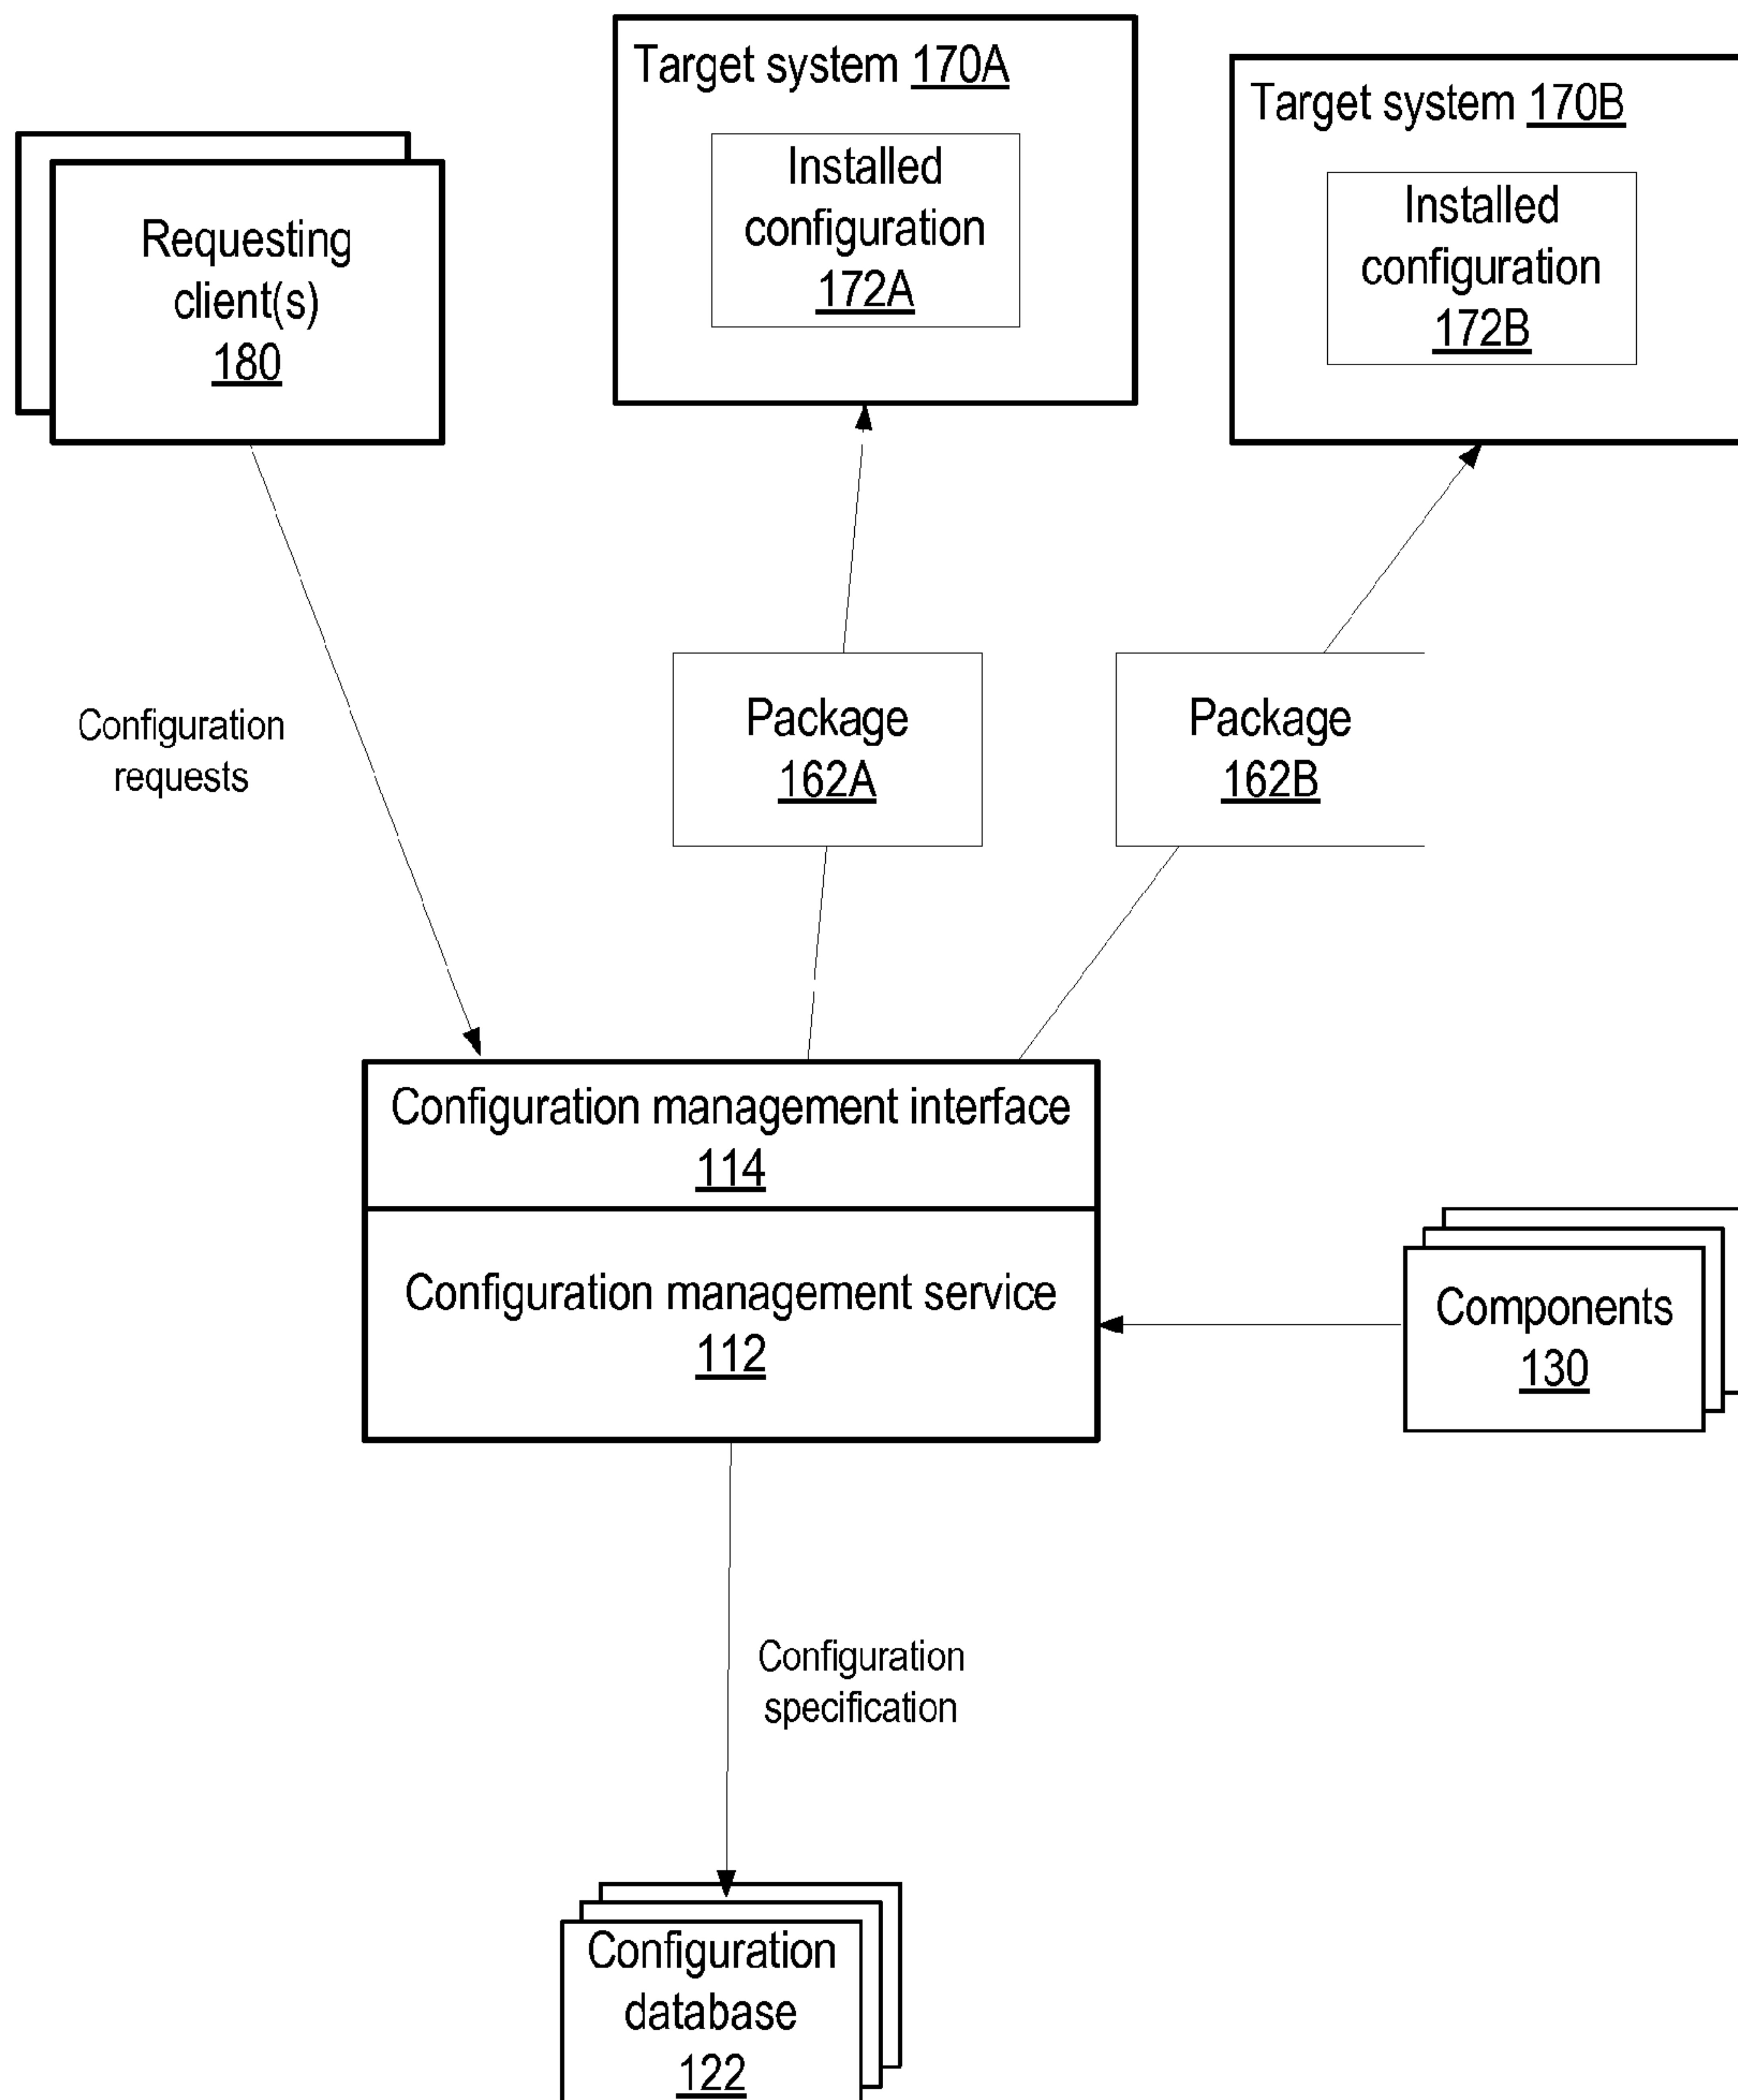 Target system 170A
Installed
configuration
172A
Target system 170B
Installed
configuration
172B
Requesting
client(s)
180
Configuration
requests
Package
162A
Package
162B
Configuration management interface
114
Configuration management service
112
Components
130
Configuration
specification
Configuration
database
122